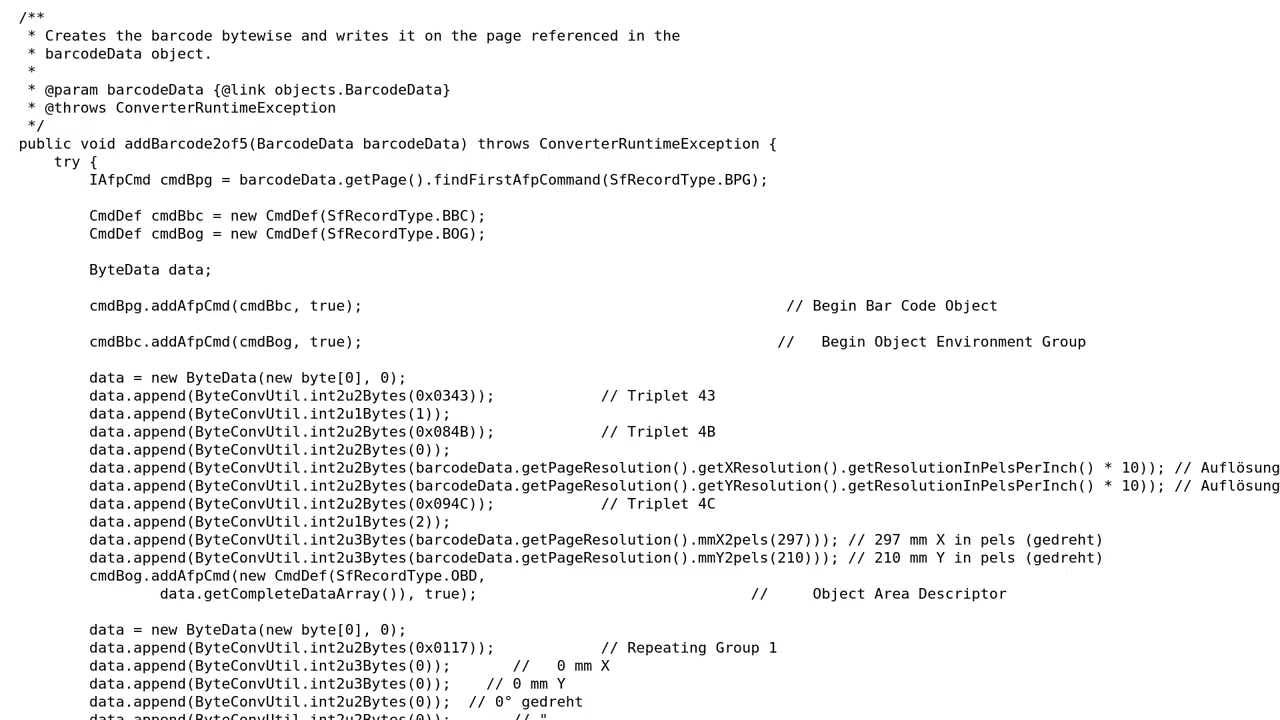 /**
 * Creates the barcode bytewise and writes it on the page referenced in the
 * barcodeData object.
 *
 * @param barcodeData {@link objects.BarcodeData}
 * @throws ConverterRuntimeException
 */
public void addBarcode2of5(BarcodeData barcodeData) throws ConverterRuntimeException {
    try {
        IAfpCmd cmdBpg = barcodeData.getPage().findFirstAfpCommand(SfRecordType.BPG);

        CmdDef cmdBbc = new CmdDef(SfRecordType.BBC);
        CmdDef cmdBog = new CmdDef(SfRecordType.BOG);

        ByteData data;

        cmdBpg.addAfpCmd(cmdBbc, true);                                                // Begin Bar Code Object

        cmdBbc.addAfpCmd(cmdBog, true);                                               //   Begin Object Environment Group

        data = new ByteData(new byte[0], 0);
        data.append(ByteConvUtil.int2u2Bytes(0x0343));            // Triplet 43
        data.append(ByteConvUtil.int2u1Bytes(1));
        data.append(ByteConvUtil.int2u2Bytes(0x084B));            // Triplet 4B
        data.append(ByteConvUtil.int2u2Bytes(0));
        data.append(ByteConvUtil.int2u2Bytes(barcodeData.getPageResolution().getXResolution().getResolutionInPelsPerInch() * 10)); // Auflösung
        data.append(ByteConvUtil.int2u2Bytes(barcodeData.getPageResolution().getYResolution().getResolutionInPelsPerInch() * 10)); // Auflösung
        data.append(ByteConvUtil.int2u2Bytes(0x094C));            // Triplet 4C
        data.append(ByteConvUtil.int2u1Bytes(2));
        data.append(ByteConvUtil.int2u3Bytes(barcodeData.getPageResolution().mmX2pels(297))); // 297 mm X in pels (gedreht)
        data.append(ByteConvUtil.int2u3Bytes(barcodeData.getPageResolution().mmY2pels(210))); // 210 mm Y in pels (gedreht)
        cmdBog.addAfpCmd(new CmdDef(SfRecordType.OBD,
                data.getCompleteDataArray()), true);                               //     Object Area Descriptor

        data = new ByteData(new byte[0], 0);
        data.append(ByteConvUtil.int2u2Bytes(0x0117));            // Repeating Group 1
        data.append(ByteConvUtil.int2u3Bytes(0));       //   0 mm X
        data.append(ByteConvUtil.int2u3Bytes(0));    // 0 mm Y
        data.append(ByteConvUtil.int2u2Bytes(0));  // 0° gedreht
        data.append(ByteConvUtil.int2u2Bytes(0));       // "